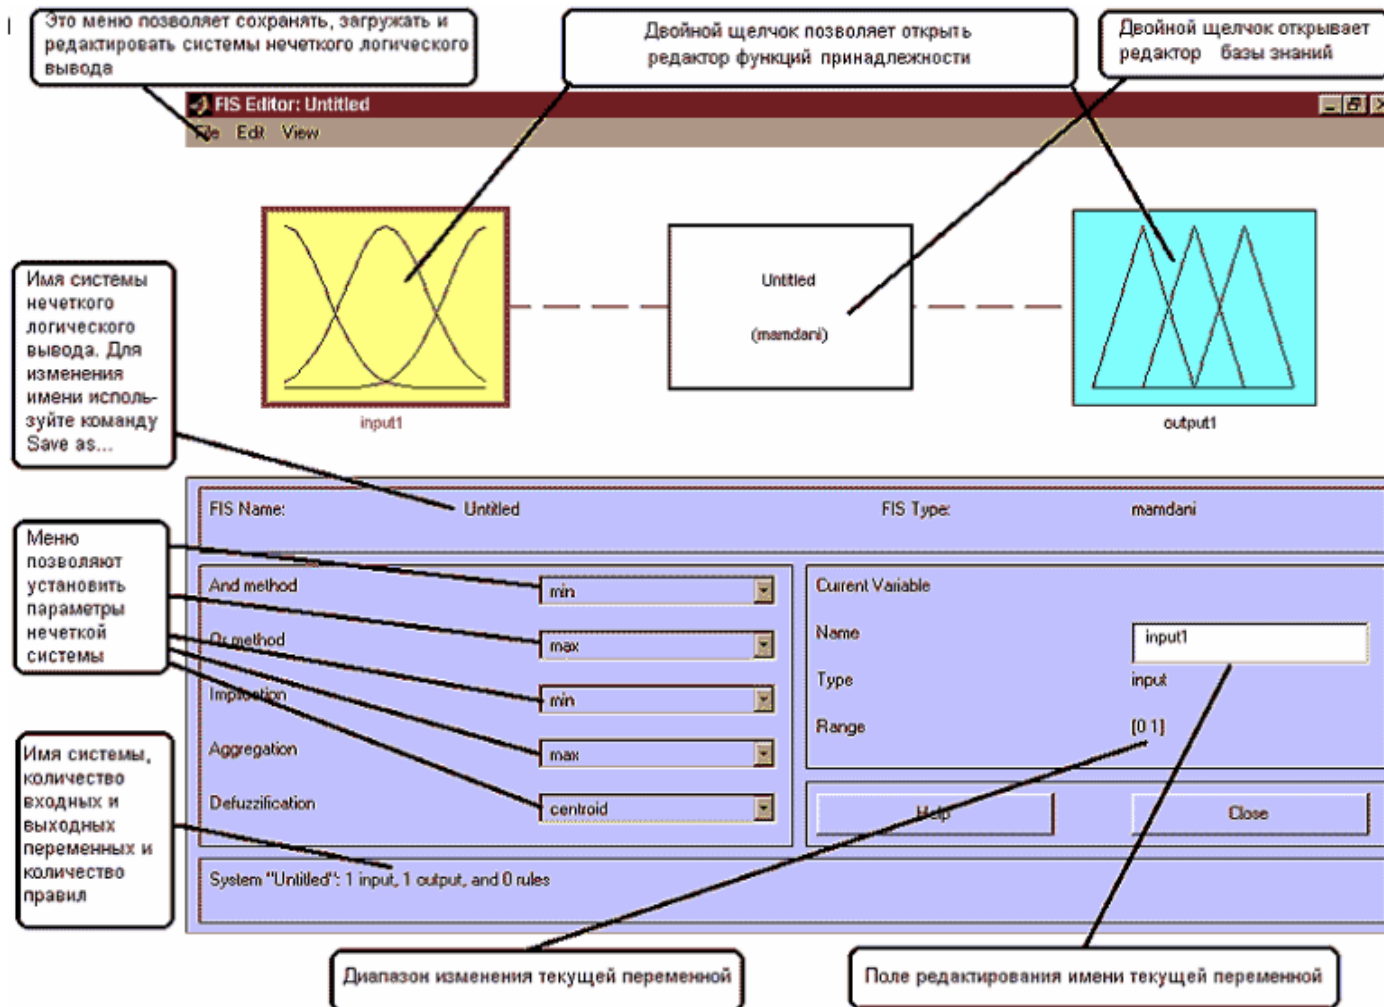 Это меню позволяет сохранять, загружать и
редактировать системы нечеткого логического
вывода
Двойной щелчок позволяет открыть
редактор функций принадлежности
Двойной щелчок открывает
редактор базы знаний
FIS Editor: Untitled
File Edit View
Имя системы
нечеткого
логического
вывода. Для
изменения
имени исполь-
зуйте команду
Save as...
input1
Untitled
(mamdani)
output1
FIS Name: Untitled FIS Type: mamdani
Меню
позволяют
установить
параметры
нечеткой
системы
And method min
Or method max
Implication min
Aggregation max
Defuzzification centroid
Current Variable
Name input1
Type input
Range [0 1]
Help Close
Имя системы,
количество
входных и
выходных
переменных и
количество
правил
System "Untitled": 1 input, 1 output, and 0 rules
Диапазон изменения текущей переменной
Поле редактирования имени текущей переменной